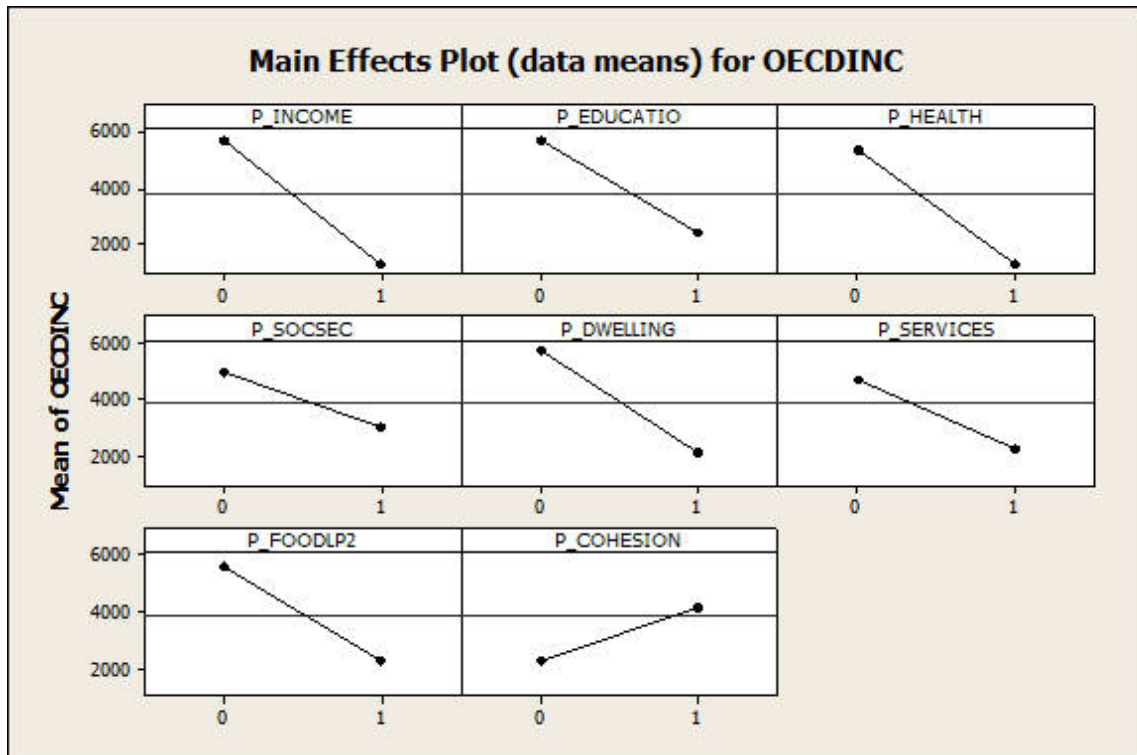 Main Effects Plot (data means) for OECDINC
Mean of OECDINC
P_INCOME P_EDUCATIO P_HEALTH
6000
4000
2000
0 1 0 1 0 1
P_SOCSEC P_DWELLING P_SERVICES
6000
4000
2000
0 1 0 1 0 1
P_FOODLP2 P_COHESION
6000
4000
2000
0 1 0 1